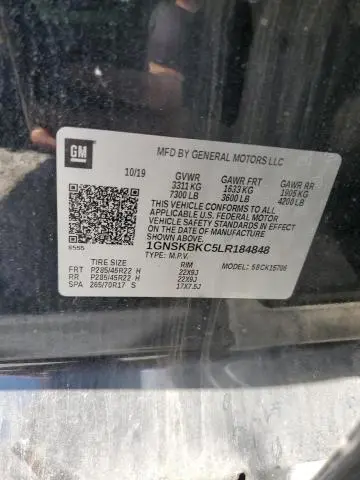 GM
MFD BY GENERAL MOTORS LLC
10/19 GVWR GAWR FRT GAWR RR
3311 KG 1633 KG 1905 KG
7300 LB 3600 LB 4200 LB
THIS VEHICLE CONFORMS TO ALL
APPLICABLE U.S. FEDERAL MOTOR
VEHICLE SAFETY STANDARDS IN EFFECT
ON THE DATE OF MANUFACTURE
SHOWN ABOVE
1GNSKBKC5LR184848
TYPE: M.P.V. MODEL:
TIRE SIZE RIM
FRT P285/45R22 H 22X9J
RR P285/45R22 H 22X9J
SPA 265/70R17 S 17X7.5J